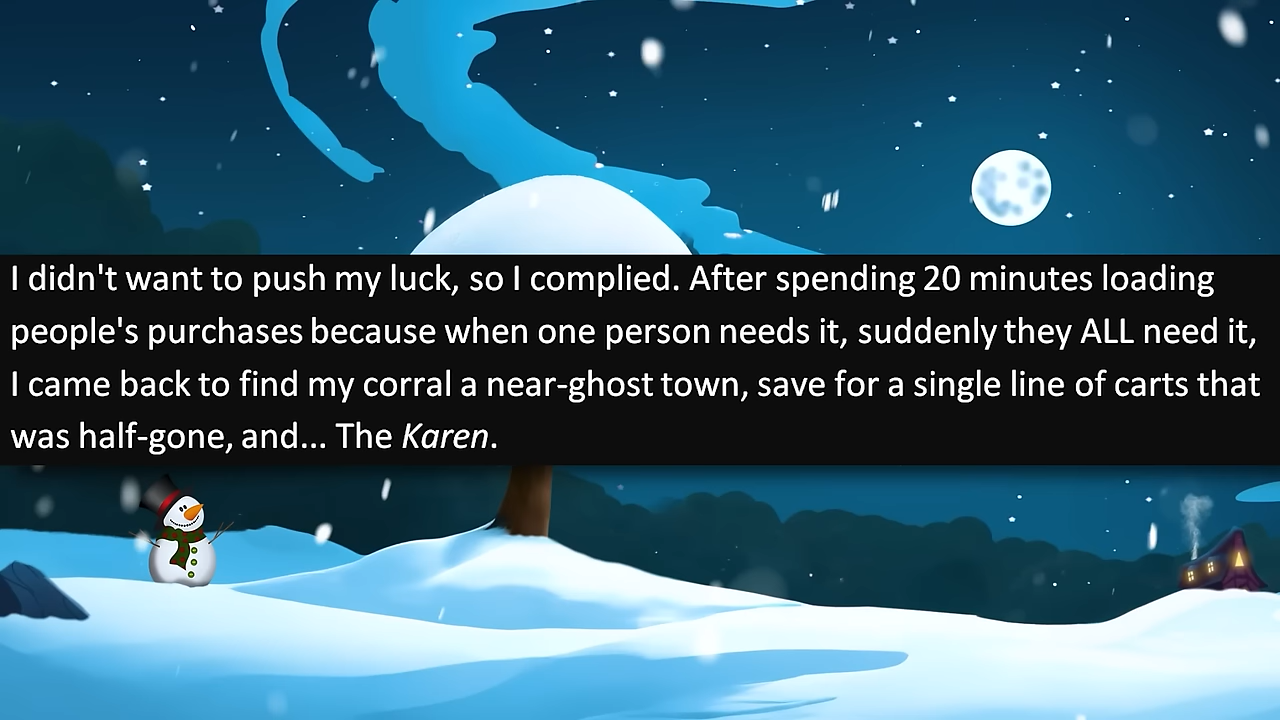 I didn't want to push my luck, so I complied. After spending 20 minutes loading
people's purchases because when one person needs it, suddenly they ALL need it,
I came back to find my corral a near-ghost town, save for a single line of carts that
was half-gone, and... The Karen.